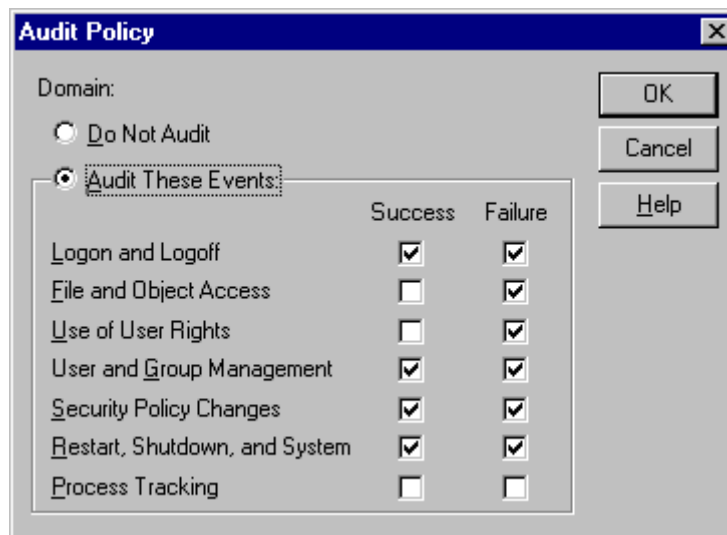 Audit Policy
Domain:
Do Not Audit
Audit These Events:
Success Failure
Logon and Logoff
File and Object Access
Use of User Rights
User and Group Management
Security Policy Changes
Restart, Shutdown, and System
Process Tracking
OK
Cancel
Help